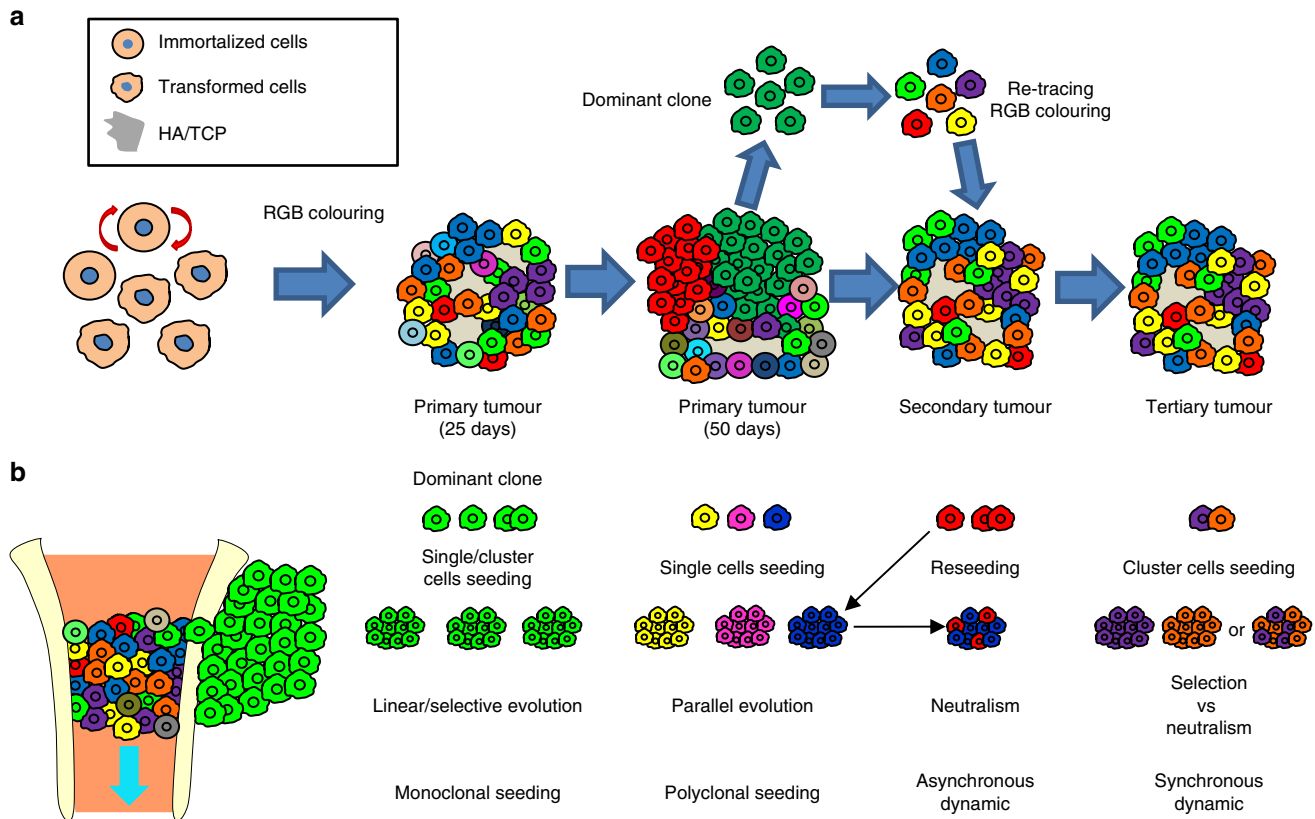 a
Immortalized cells
Transformed cells
HA/TCP
Dominant clone
Re-tracing
RGB colouring
RGB colouring
Primary tumour
(25 days)
Primary tumour
(50 days)
Secondary tumour
Tertiary tumour
b
Dominant clone
Single/cluster
cells seeding
Single cells seeding
Reseeding
Cluster cells seeding
or
Linear/selective evolution
Parallel evolution
Neutralism
Selection
vs
neutralism
Monoclonal seeding
Polyclonal seeding
Asynchronous
dynamic
Synchronous
dynamic